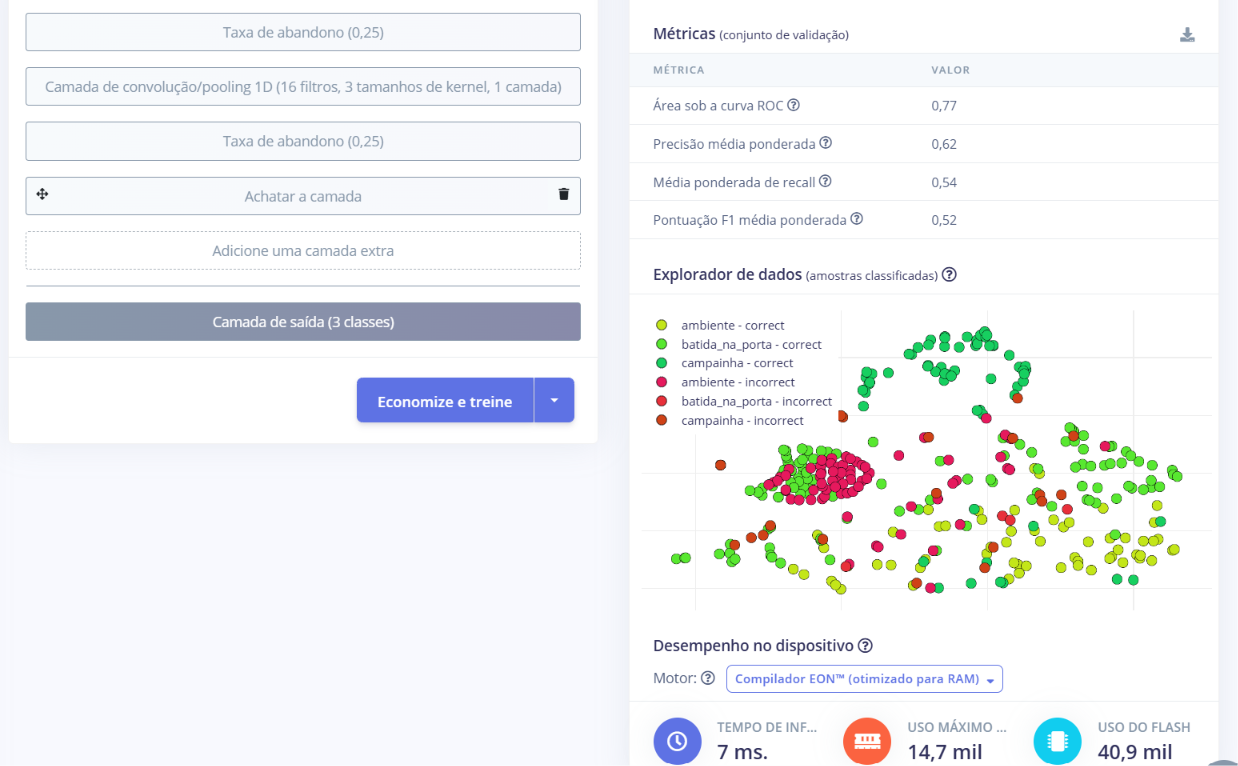 Taxa de abandono (0,25)
Camada de convolução/pooling 1D (16 filtros, 3 tamanhos de kernel, 1 camada)
Taxa de abandono (0,25)
Achatar a camada
Adicione uma camada extra
Camada de saída (3 classes)
Economize e treine
Métricas (conjunto de validação)
MÉTRICA VALOR
Área sob a curva ROC 0,77
Precisão média ponderada 0,62
Média ponderada de recall 0,54
Pontuação F1 média ponderada 0,52
Explorador de dados (amostras classificadas)
ambiente - correct
batida_na_porta - correct
campainha - correct
ambiente - incorrect
batida_na_porta - incorrect
campainha - incorrect
Desempenho no dispositivo
Motor: Compilador EON™ (otimizado para RAM)
TEMPO DE INF... USO MÁXIMO ... USO DO FLASH
7 ms. 14,7 mil 40,9 mil